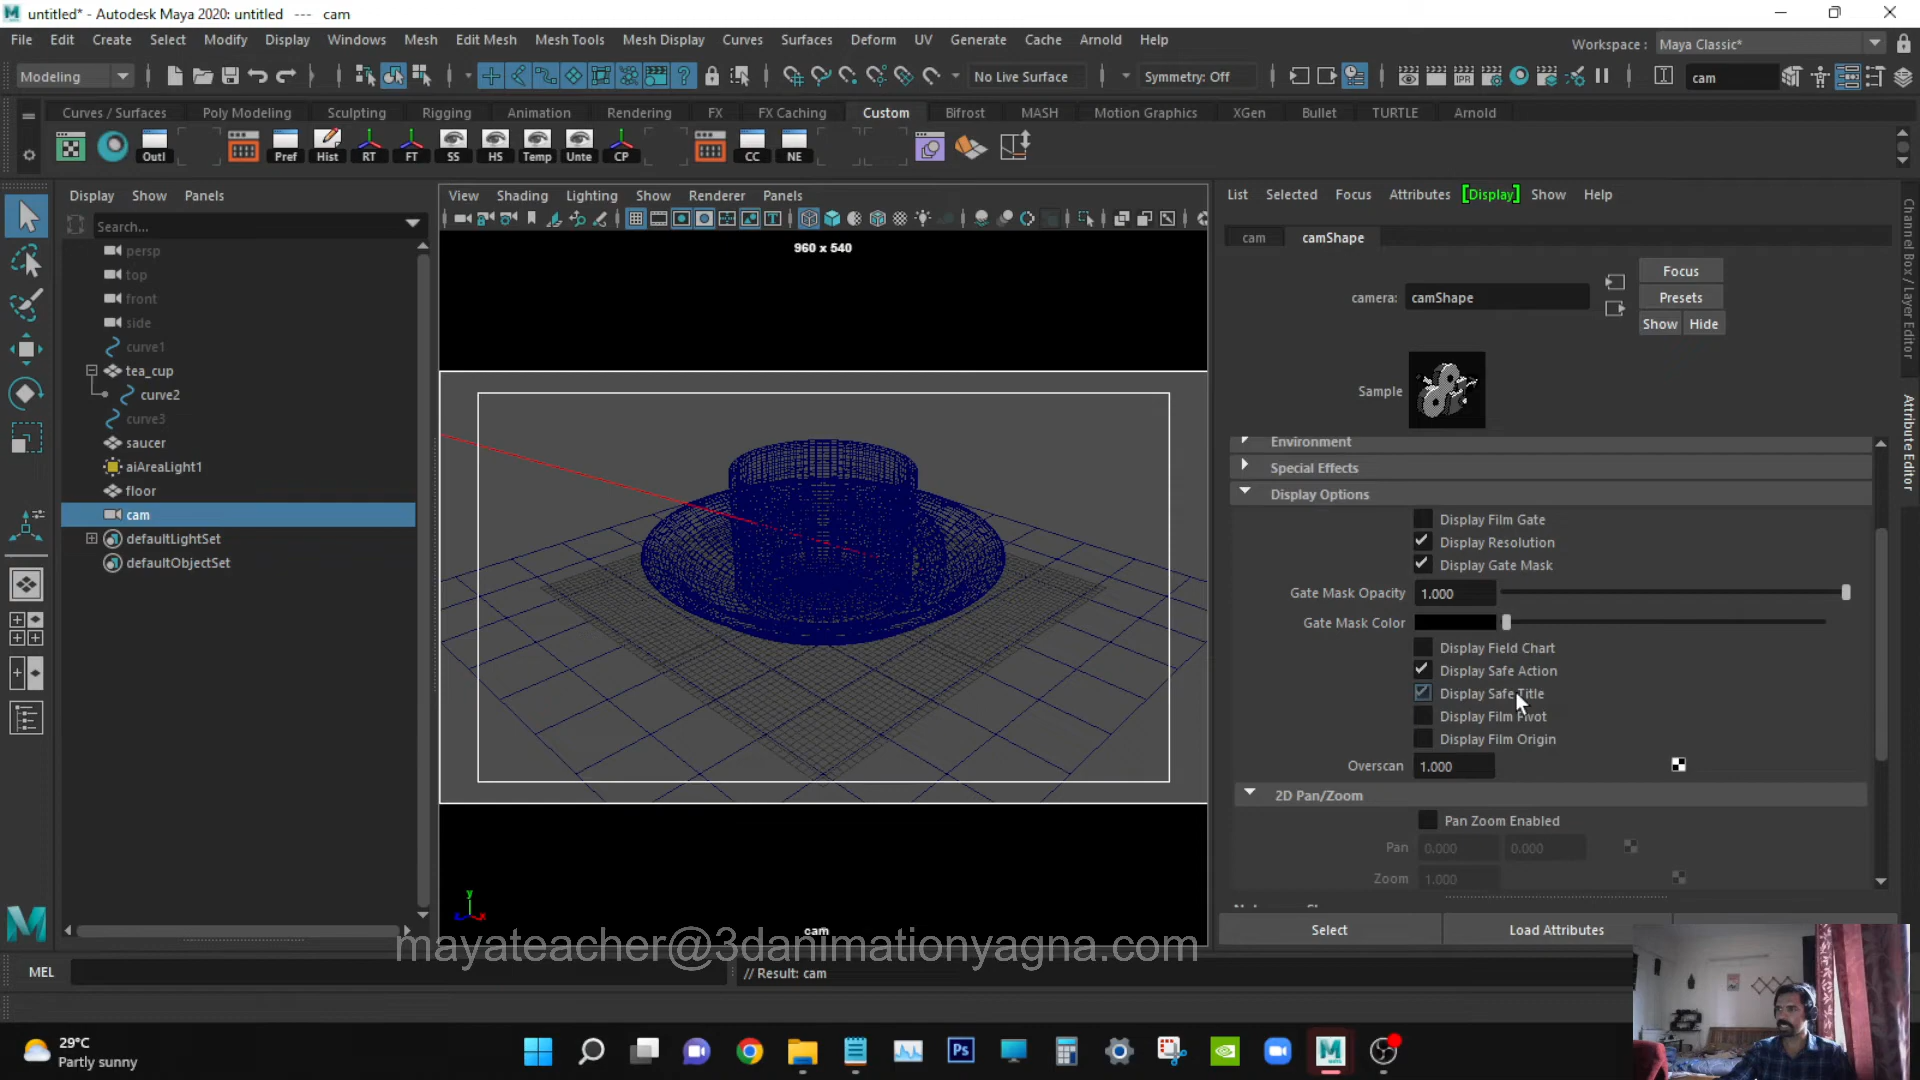 untitled* - Autodesk Maya 2020: untitled   ---   cam
File Edit Create Select Modify Display Windows Mesh Edit Mesh Mesh Tools Mesh Display Curves Surfaces Deform UV Generate Cache Arnold Help
Workspace : Maya Classic*
Modeling
No Live Surface
Symmetry: Off
cam
Curves / Surfaces Poly Modeling Sculpting Rigging Animation Rendering FX FX Caching Custom Bifrost MASH Motion Graphics XGen Bullet TURTLE Arnold
Outl Pref Hist RT FT SS HS Temp Unte CP CC NE
Display Show Panels
Search...
persp
top
front
side
curve1
tea_cup
curve2
curve3
saucer
aiAreaLight1
floor
cam
defaultLightSet
defaultObjectSet
View Shading Lighting Show Renderer Panels
960 x 540
y
z x
cam
List Selected Focus Attributes [Display] Show Help
cam camShape
Focus
camera: camShape
Presets
Show Hide
Sample
Environment
Special Effects
Display Options
Display Film Gate
Display Resolution
Display Gate Mask
Gate Mask Opacity 1.000
Gate Mask Color
Display Field Chart
Display Safe Action
Display Safe Title
Display Film Pivot
Display Film Origin
Overscan 1.000
2D Pan/Zoom
Pan Zoom Enabled
Pan 0.000 0.000
Zoom 1.000
Select
Load Attributes
Channel Box / Layer Editor
Attribute Editor
mayateacher@3danimationyagna.com
MEL
// Result: cam
29°C
Partly sunny
Ps